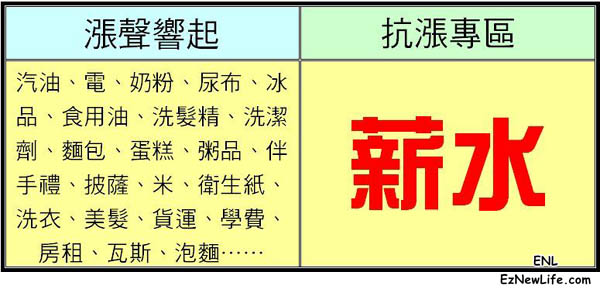 漲聲響起
抗漲專區
汽油、電、奶粉、尿布、冰
品、食用油、洗髮精、洗潔
劑、麵包、蛋糕、粥品、伴
手禮、披薩、米、衛生紙、
洗衣、美髮、貨運、學費、
房租、瓦斯、泡麵……
薪水
ENL
EzNewLife.com